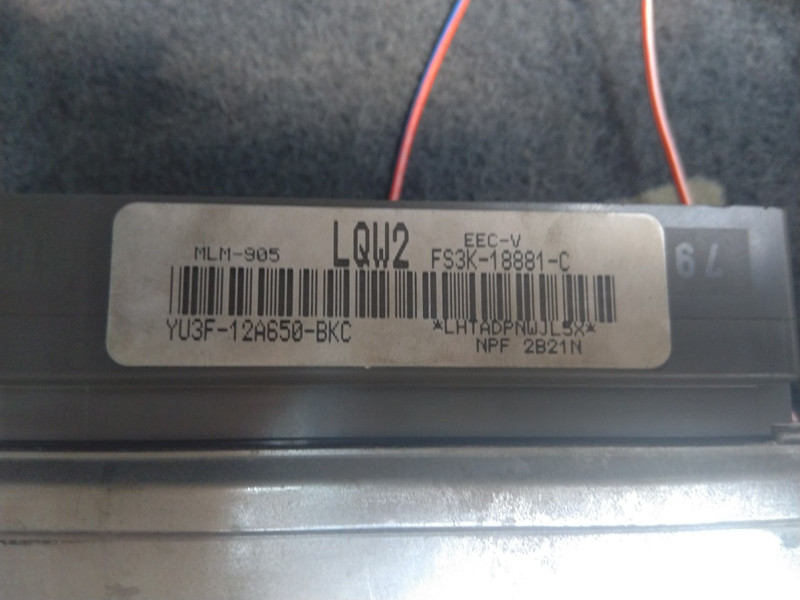 LQW2
EEC-V
MLM-905
FS3K-18881-C
YU3F-12A650-BKC
*LHTADPNWJL5X*
NPF 2B21N
79